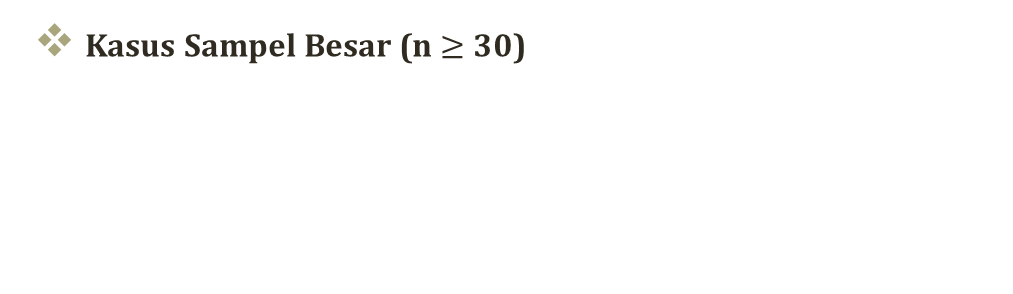 Kasus Sampel Besar (n ≥ 30)